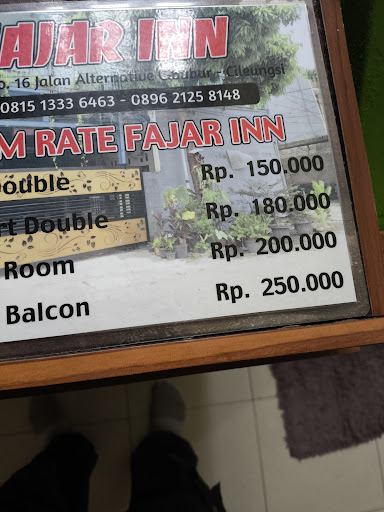 AJAR INN
o. 16 Jalan Alternative Cibubur - Cileungsi
0815 1333 6463 - 0896 2125 8148
M RATE FAJAR INN
Double Rp. 150.000
rt Double Rp. 180.000
Room Rp. 200.000
Balcon Rp. 250.000